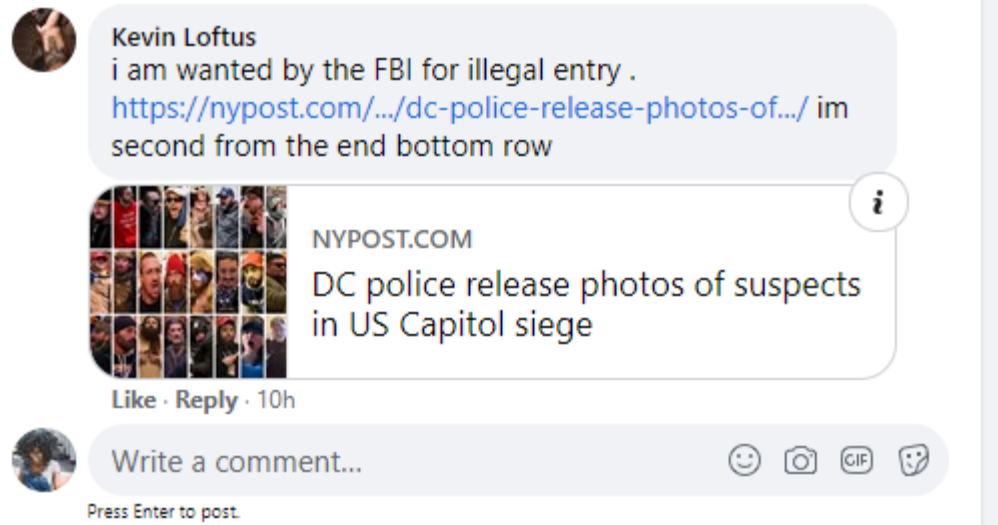 Kevin Loftus
i am wanted by the FBI for illegal entry .
https://nypost.com/.../dc-police-release-photos-of.../ im
second from the end bottom row
i
NYPOST.COM
DC police release photos of suspects
in US Capitol siege
Like · Reply · 10h
Write a comment...
GIF
Press Enter to post.